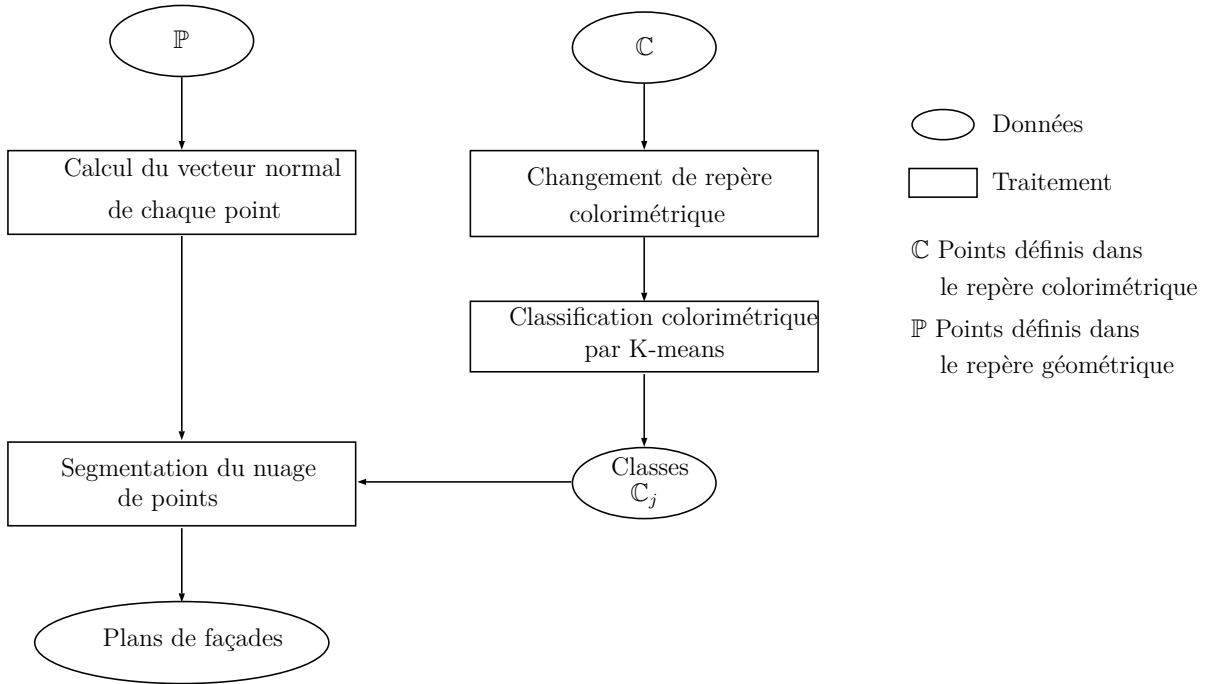 ℙ
ℂ
Calcul du vecteur normal
de chaque point
Changement de repère
colorimétrique
Classification colorimétrique
par K-means
Segmentation du nuage
de points
Classes
ℂj
Plans de façades
Données
Traitement
ℂ Points définis dans
le repère colorimétrique
ℙ Points définis dans
le repère géométrique